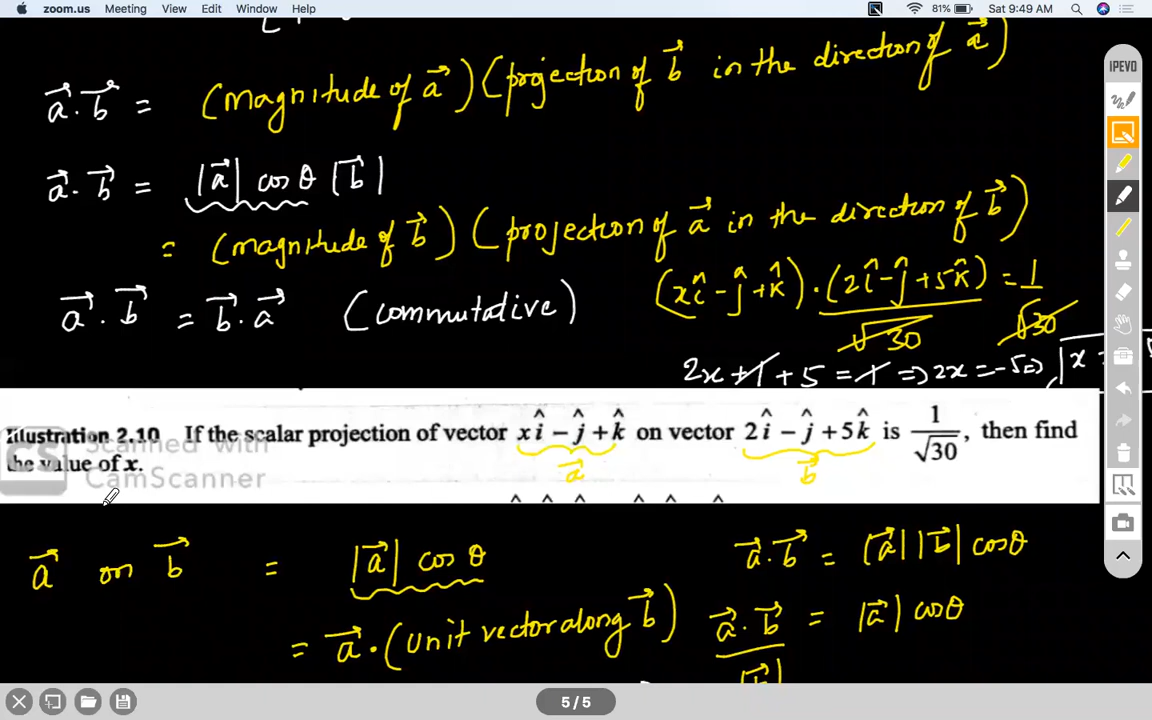 zoom.us Meeting View Edit Window Help 81% Sat 9:49 AM
IPEVO
a⃗.b⃗ = (magnitude of a⃗) (projection of b⃗ in the direction of a⃗)
a⃗.b⃗ = |a⃗| cos θ |b⃗|
= (magnitude of b⃗) (projection of a⃗ in the direction of b⃗)
a⃗.b⃗ = b⃗.a⃗ (commutative)
(xî - ĵ + k̂) . (2î - ĵ + 5k̂) / √30 = 1/√30
2x + 1 + 5 = 1 ⇒ 2x = -5 ⇒ x =
Illustration 2.10 If the scalar projection of vector xî − ĵ + k̂ on vector 2î − ĵ + 5k̂ is 1/√30, then find
the value of x.
a⃗ b⃗
CS Scanned with
CamScanner
a⃗ on b⃗ = |a⃗| cos θ
= a⃗ . (unit vector along b⃗)
a⃗.b⃗ = |a⃗| |b⃗| cos θ
a⃗.b⃗ / |b⃗| = |a⃗| cos θ
5 / 5